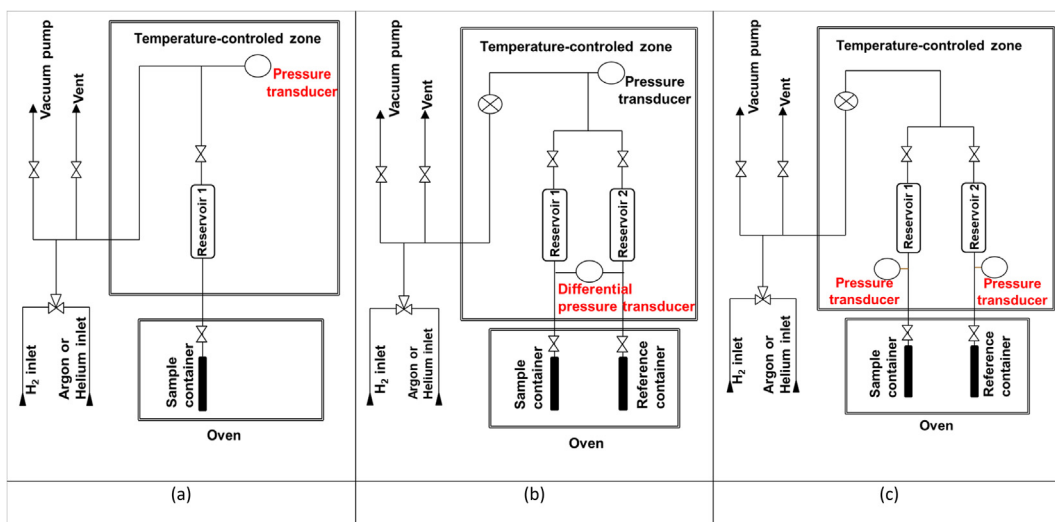 Temperature-controled zone
Vacuum pump
Vent
Pressure
transducer
Reservoir 1
H2 inlet
Argon or
Helium inlet
Sample
container
Oven
(a)
Temperature-controled zone
Vacuum pump
Vent
Pressure
transducer
Reservoir 1
Reservoir 2
Differential
pressure transducer
H2 inlet
Argon or
Helium inlet
Sample
container
Reference
container
Oven
(b)
Temperature-controled zone
Vacuum pump
Vent
Reservoir 1
Reservoir 2
Pressure
transducer
Pressure
transducer
H2 inlet
Argon or
Helium inlet
Sample
container
Reference
container
Oven
(c)